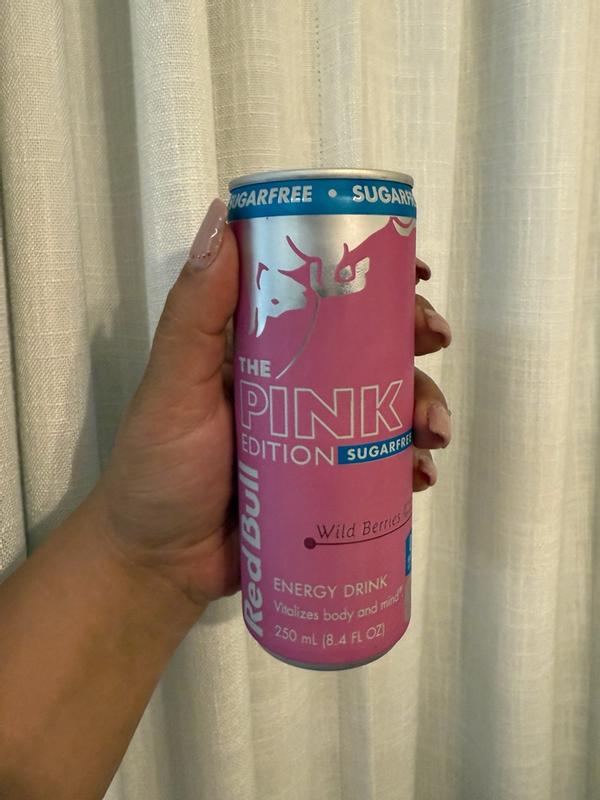 SUGARFREE • SUGARFREE
THE
PINK
EDITION SUGARFREE
Red Bull
Wild Berries
ENERGY DRINK
Vitalizes body and mind®
250 mL (8.4 FL OZ)